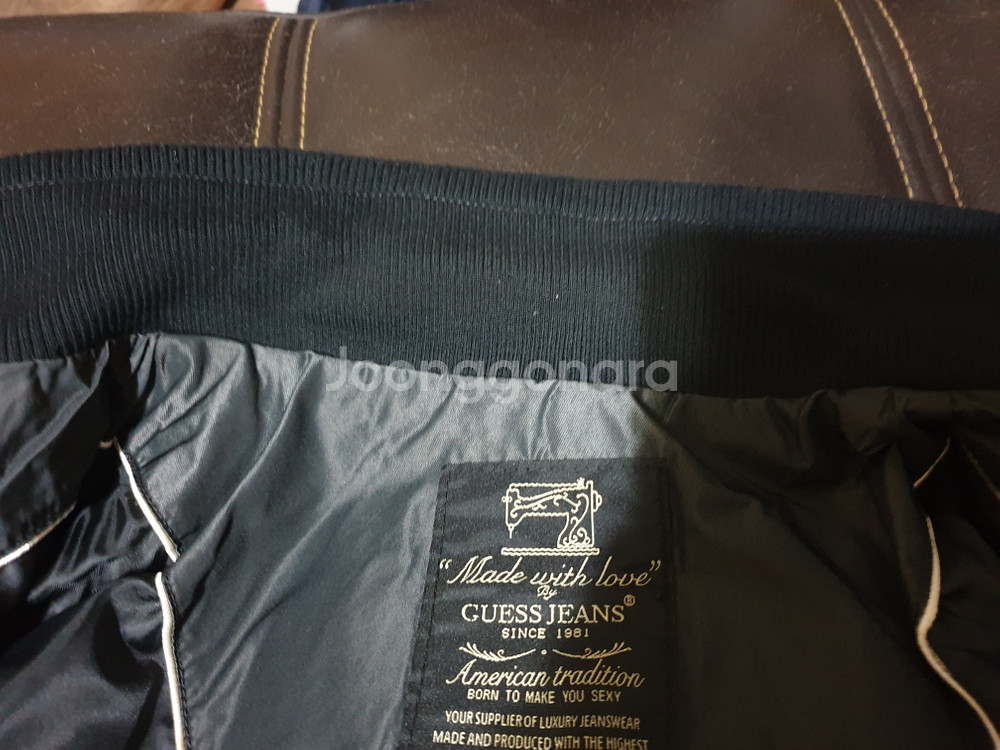 Joonggonara
"Made with love"
By
GUESS JEANS®
SINCE 1981
American tradition
BORN TO MAKE YOU SEXY
YOUR SUPPLIER OF LUXURY JEANSWEAR
MADE AND PRODUCED WITH THE HIGHEST